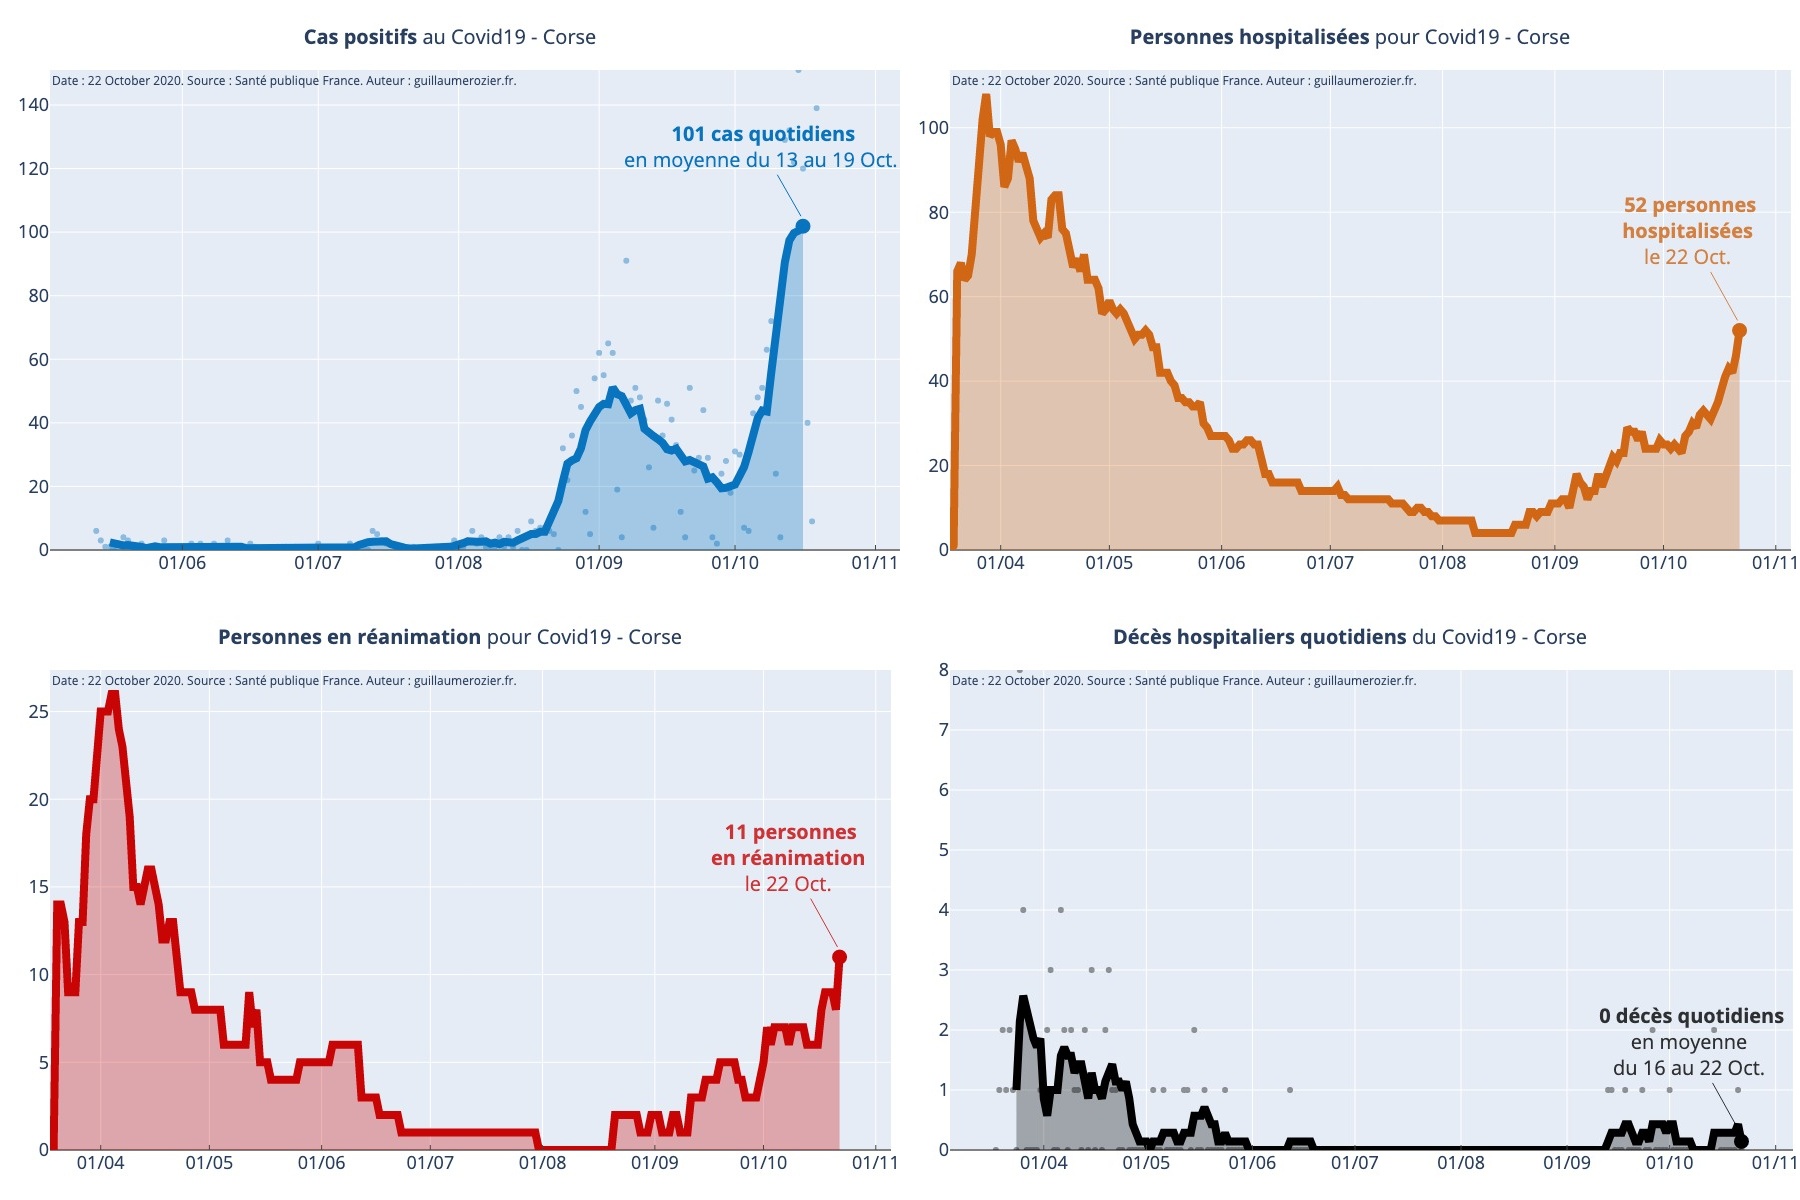 Cas positifs au Covid19 - Corse
Date : 22 October 2020. Source : Santé publique France. Auteur : guillaumerozier.fr.
140
120
100
80
60
40
20
0
101 cas quotidiens
en moyenne du 13 au 19 Oct.
01/06 01/07 01/08 01/09 01/10 01/11
Personnes hospitalisées pour Covid19 - Corse
Date : 22 October 2020. Source : Santé publique France. Auteur : guillaumerozier.fr.
100
80
60
40
20
0
52 personnes
hospitalisées
le 22 Oct.
01/04 01/05 01/06 01/07 01/08 01/09 01/10 01/11
Personnes en réanimation pour Covid19 - Corse
Date : 22 October 2020. Source : Santé publique France. Auteur : guillaumerozier.fr.
25
20
15
10
5
0
11 personnes
en réanimation
le 22 Oct.
01/04 01/05 01/06 01/07 01/08 01/09 01/10 01/11
Décès hospitaliers quotidiens du Covid19 - Corse
Date : 22 October 2020. Source : Santé publique France. Auteur : guillaumerozier.fr.
8
7
6
5
4
3
2
1
0
0 décès quotidiens
en moyenne
du 16 au 22 Oct.
01/04 01/05 01/06 01/07 01/08 01/09 01/10 01/11